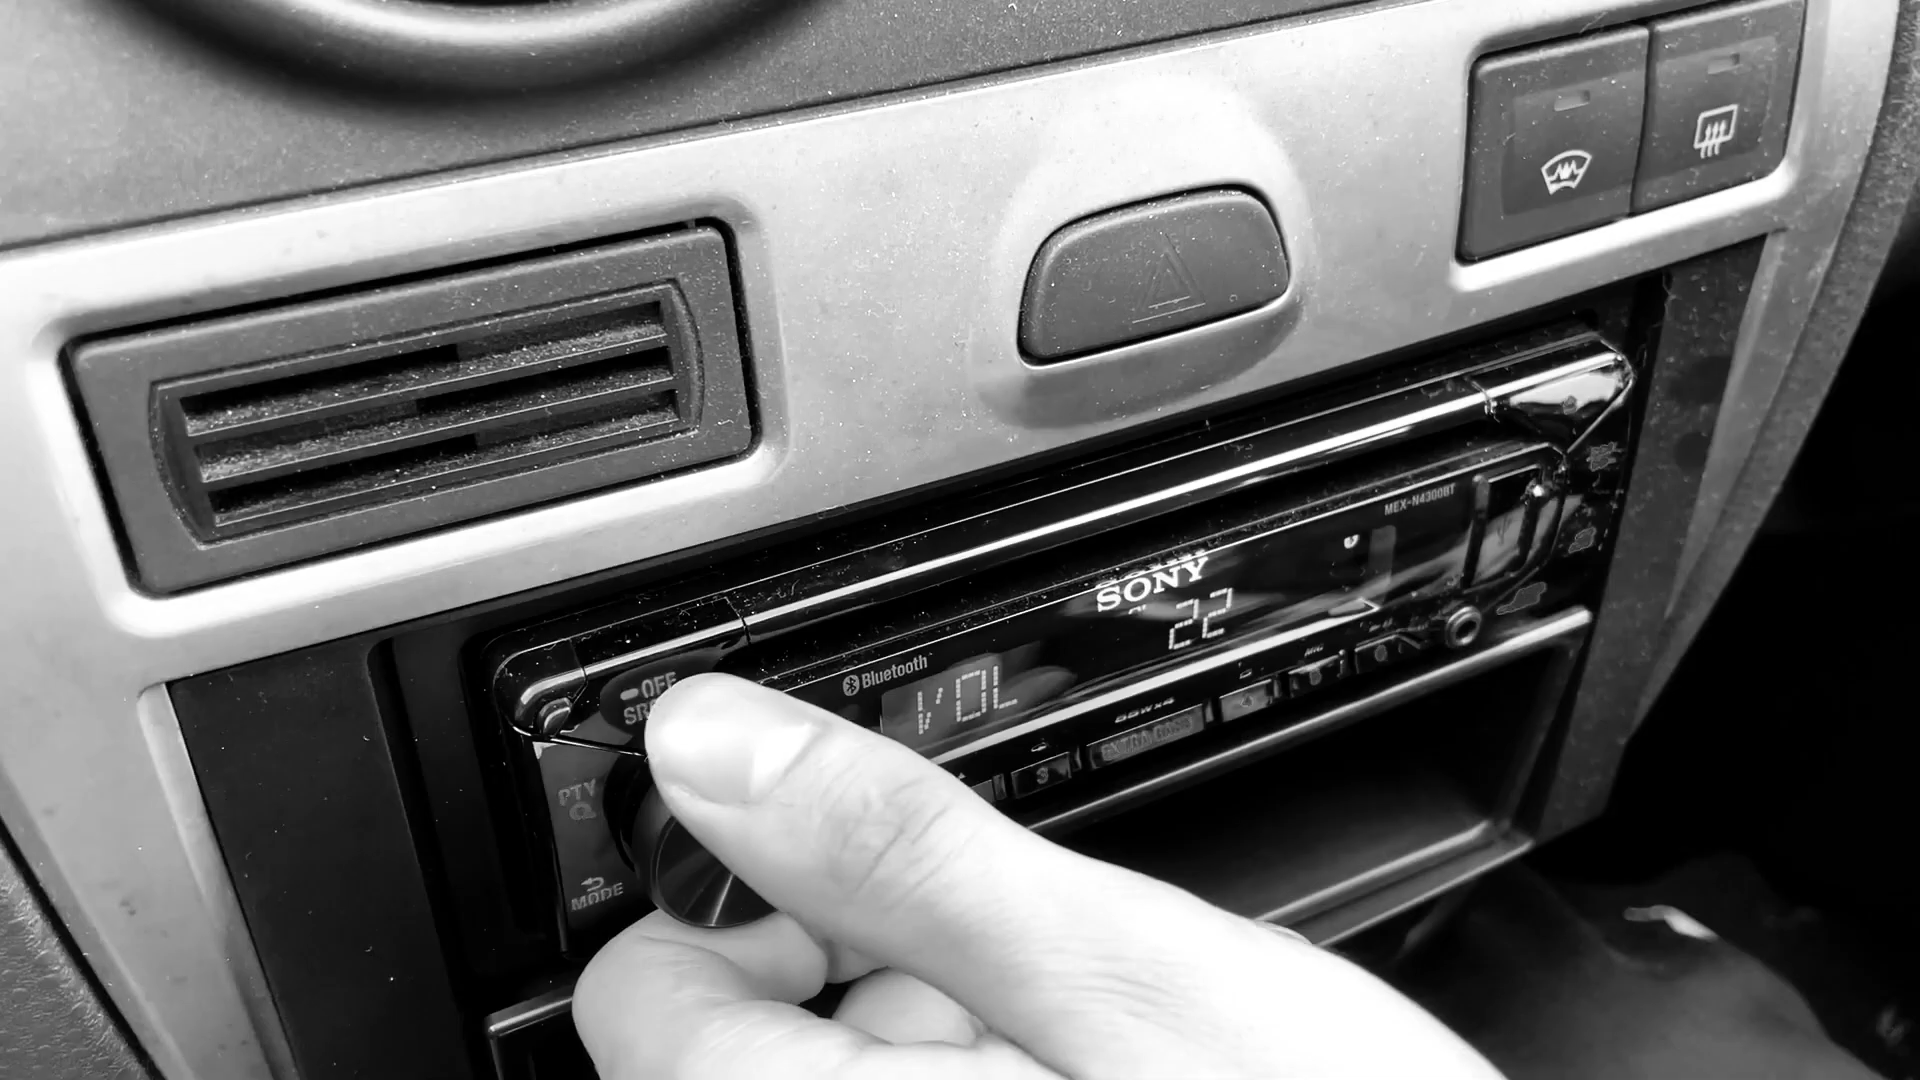 MEX-N4300BT
SONY
22
Bluetooth
VOL
OFF
PTY
MODE
EXTRA BASS
3
4